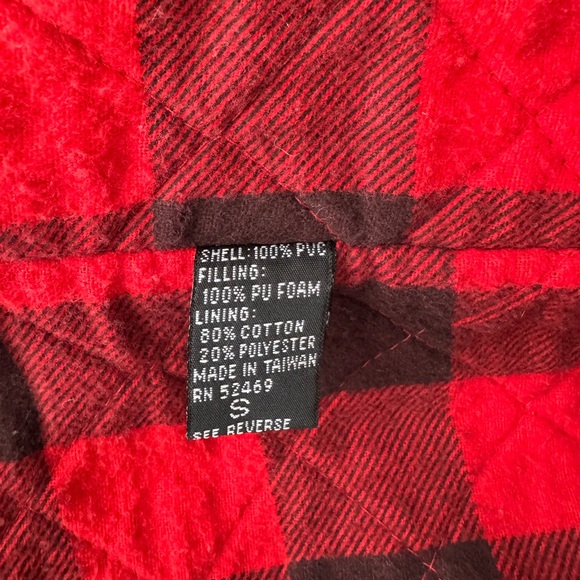 SHELL: 100% PVC
FILLING:
100% PU FOAM
LINING:
80% COTTON
20% POLYESTER
MADE IN TAIWAN
RN 52469
S
SEE REVERSE